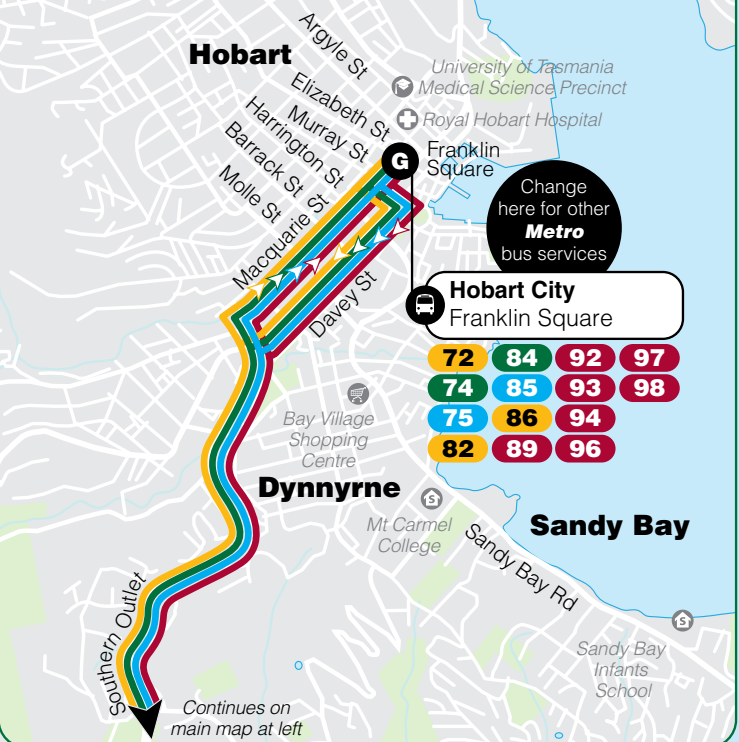 Hobart
Argyle St
University of Tasmania
Medical Science Precinct
Elizabeth St
Royal Hobart Hospital
Murray St
Harrington St
Barrack St
Molle St
Macquarie St
G
Franklin
Square
Change
here for other
Metro
bus services
Davey St
Hobart City
Franklin Square
72 84 92 97
74 85 93 98
75 86 94
82 89 96
Bay Village
Shopping
Centre
Dynnyrne
Mt Carmel
College
Sandy Bay
Sandy Bay Rd
Southern Outlet
Sandy Bay
Infants
School
Continues on
main map at left